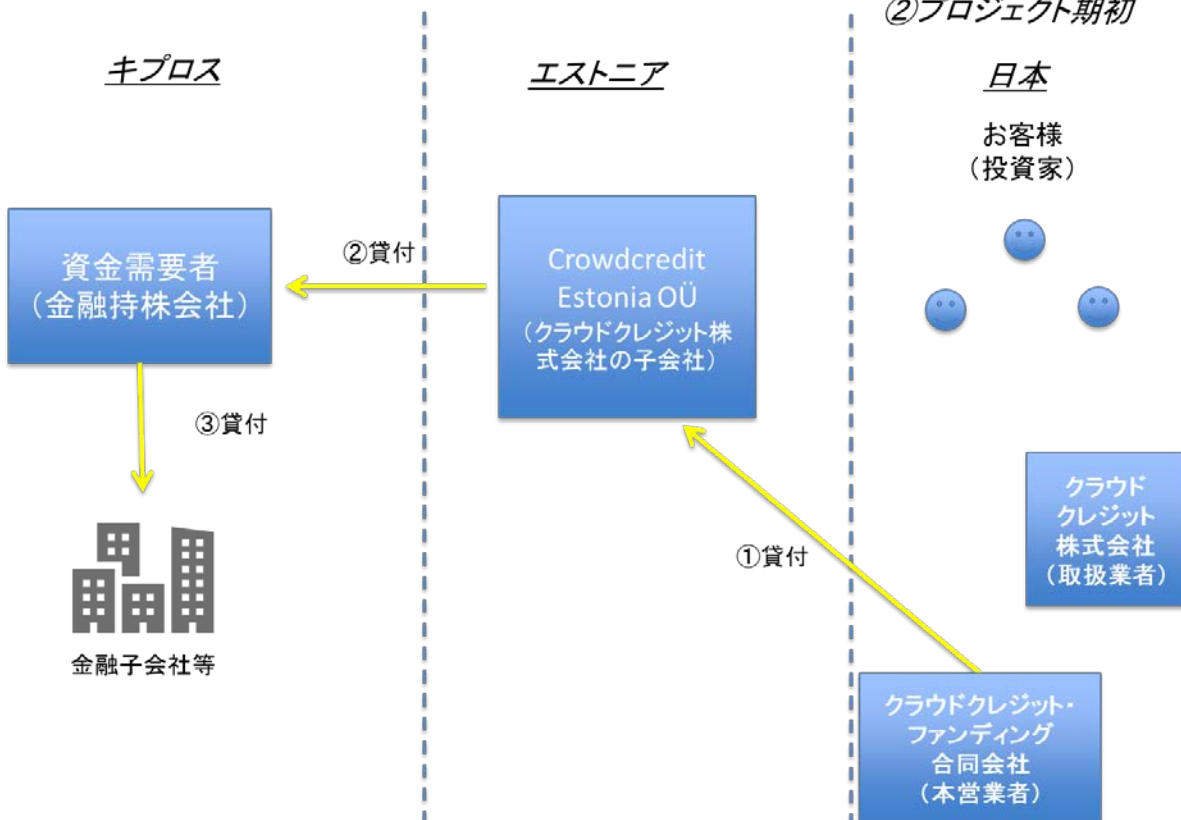 ②プロジェクト期初
キプロス
エストニア
日本
お客様
（投資家）
資金需要者
（金融持株会社）
②貸付
Crowdcredit
Estonia OÜ
（クラウドクレジット株
式会社の子会社）
③貸付
クラウド
クレジット
株式会社
（取扱業者）
①貸付
金融子会社等
クラウドクレジット・
ファンディング
合同会社
（本営業者）